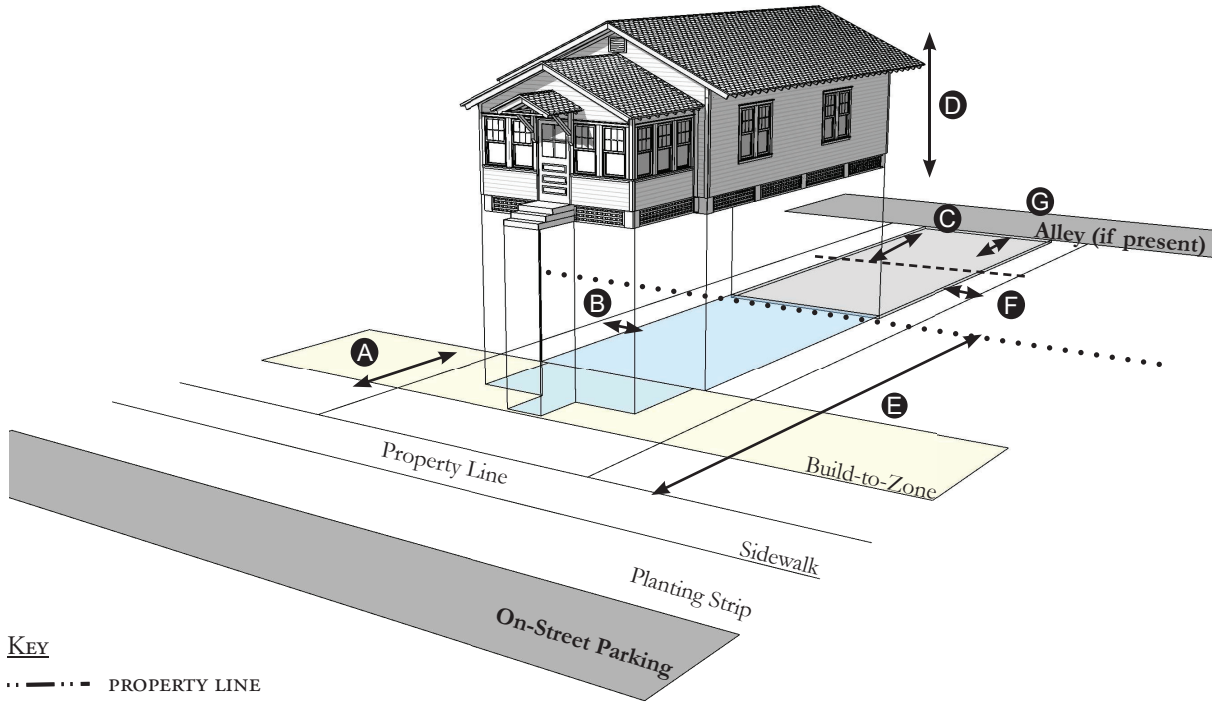 D
G
C
Alley (if present)
B
F
A
E
Property Line
Build-to-Zone
Sidewalk
Planting Strip
On-Street Parking
KEY
PROPERTY LINE